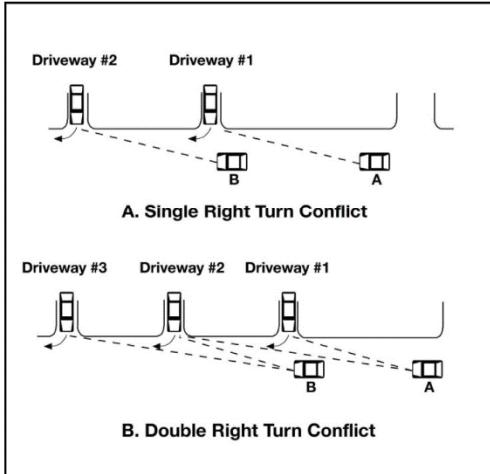 Driveway #2 Driveway #1
B A
A. Single Right Turn Conflict
Driveway #3 Driveway #2 Driveway #1
B A
B. Double Right Turn Conflict